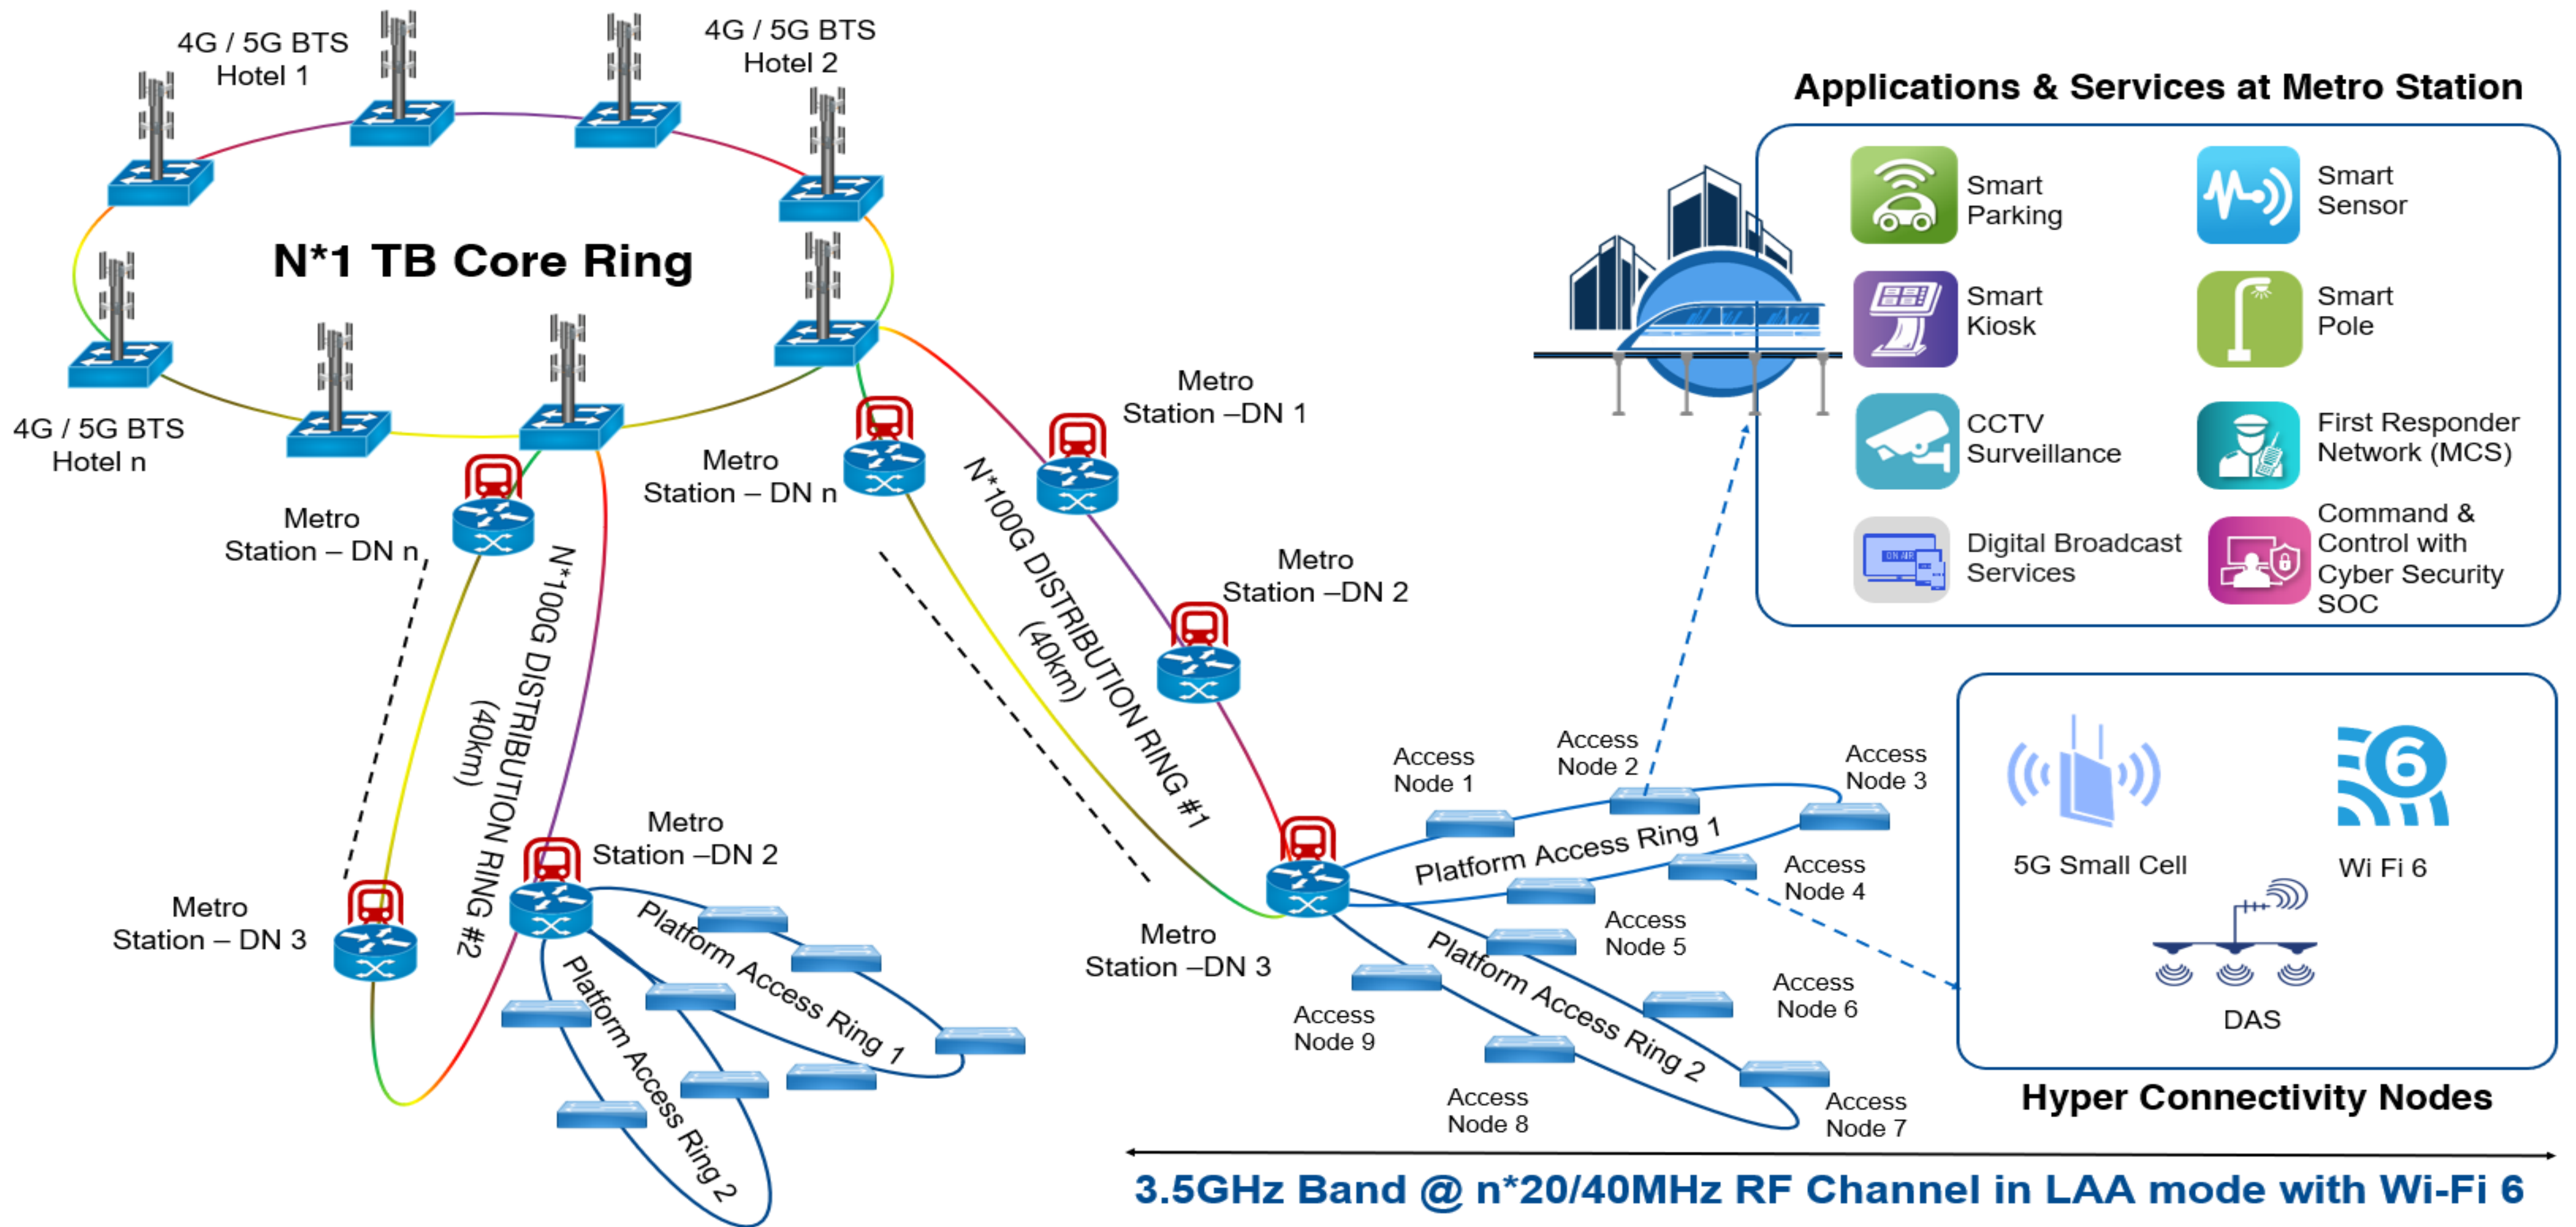 4G / 5G BTS
Hotel 1
4G / 5G BTS
Hotel 2
N*1 TB Core Ring
4G / 5G BTS
Hotel n
Metro
Station – DN n
Metro
Station – DN n
Metro
Station –DN 1
Metro
Station –DN 2
N*100G DISTRIBUTION RING #1
(40km)
N*100G DISTRIBUTION RING #2
(40km)
Metro
Station –DN 2
Metro
Station – DN 3
Platform Access Ring 1
Platform Access Ring 2
Metro
Station –DN 3
Access
Node 1
Access
Node 2
Access
Node 3
Platform Access Ring 1
Access
Node 4
Access
Node 5
Platform Access Ring 2
Access
Node 6
Access
Node 7
Access
Node 8
Access
Node 9
Applications & Services at Metro Station
Smart
Parking
Smart
Sensor
Smart
Kiosk
Smart
Pole
CCTV
Surveillance
First Responder
Network (MCS)
ON AIR
Digital Broadcast
Services
Command &
Control with
Cyber Security
SOC
6
5G Small Cell
Wi Fi 6
DAS
Hyper Connectivity Nodes
3.5GHz Band @ n*20/40MHz RF Channel in LAA mode with Wi-Fi 6